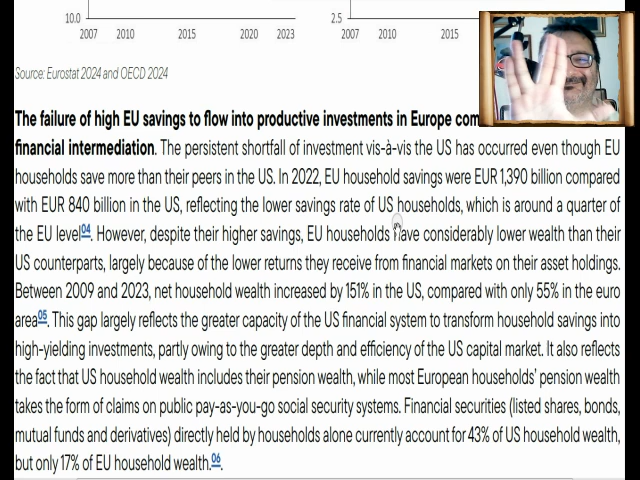 10.0
2.5
2007 2010 2015 2020 2023 2007 2010 2015
Source: Eurostat 2024 and OECD 2024
The failure of high EU savings to flow into productive investments in Europe
financial intermediation. The persistent shortfall of investment vis-à-vis the US has occurred even though EU
households save more than their peers in the US. In 2022, EU household savings were EUR 1,390 billion compared
with EUR 840 billion in the US, reflecting the lower savings rate of US households, which is around a quarter of
the EU level04. However, despite their higher savings, EU households have considerably lower wealth than their
US counterparts, largely because of the lower returns they receive from financial markets on their asset holdings.
Between 2009 and 2023, net household wealth increased by 151% in the US, compared with only 55% in the euro
area05. This gap largely reflects the greater capacity of the US financial system to transform household savings into
high-yielding investments, partly owing to the greater depth and efficiency of the US capital market. It also reflects
the fact that US household wealth includes their pension wealth, while most European households' pension wealth
takes the form of claims on public pay-as-you-go social security systems. Financial securities (listed shares, bonds,
mutual funds and derivatives) directly held by households alone currently account for 43% of US household wealth,
but only 17% of EU household wealth.06.